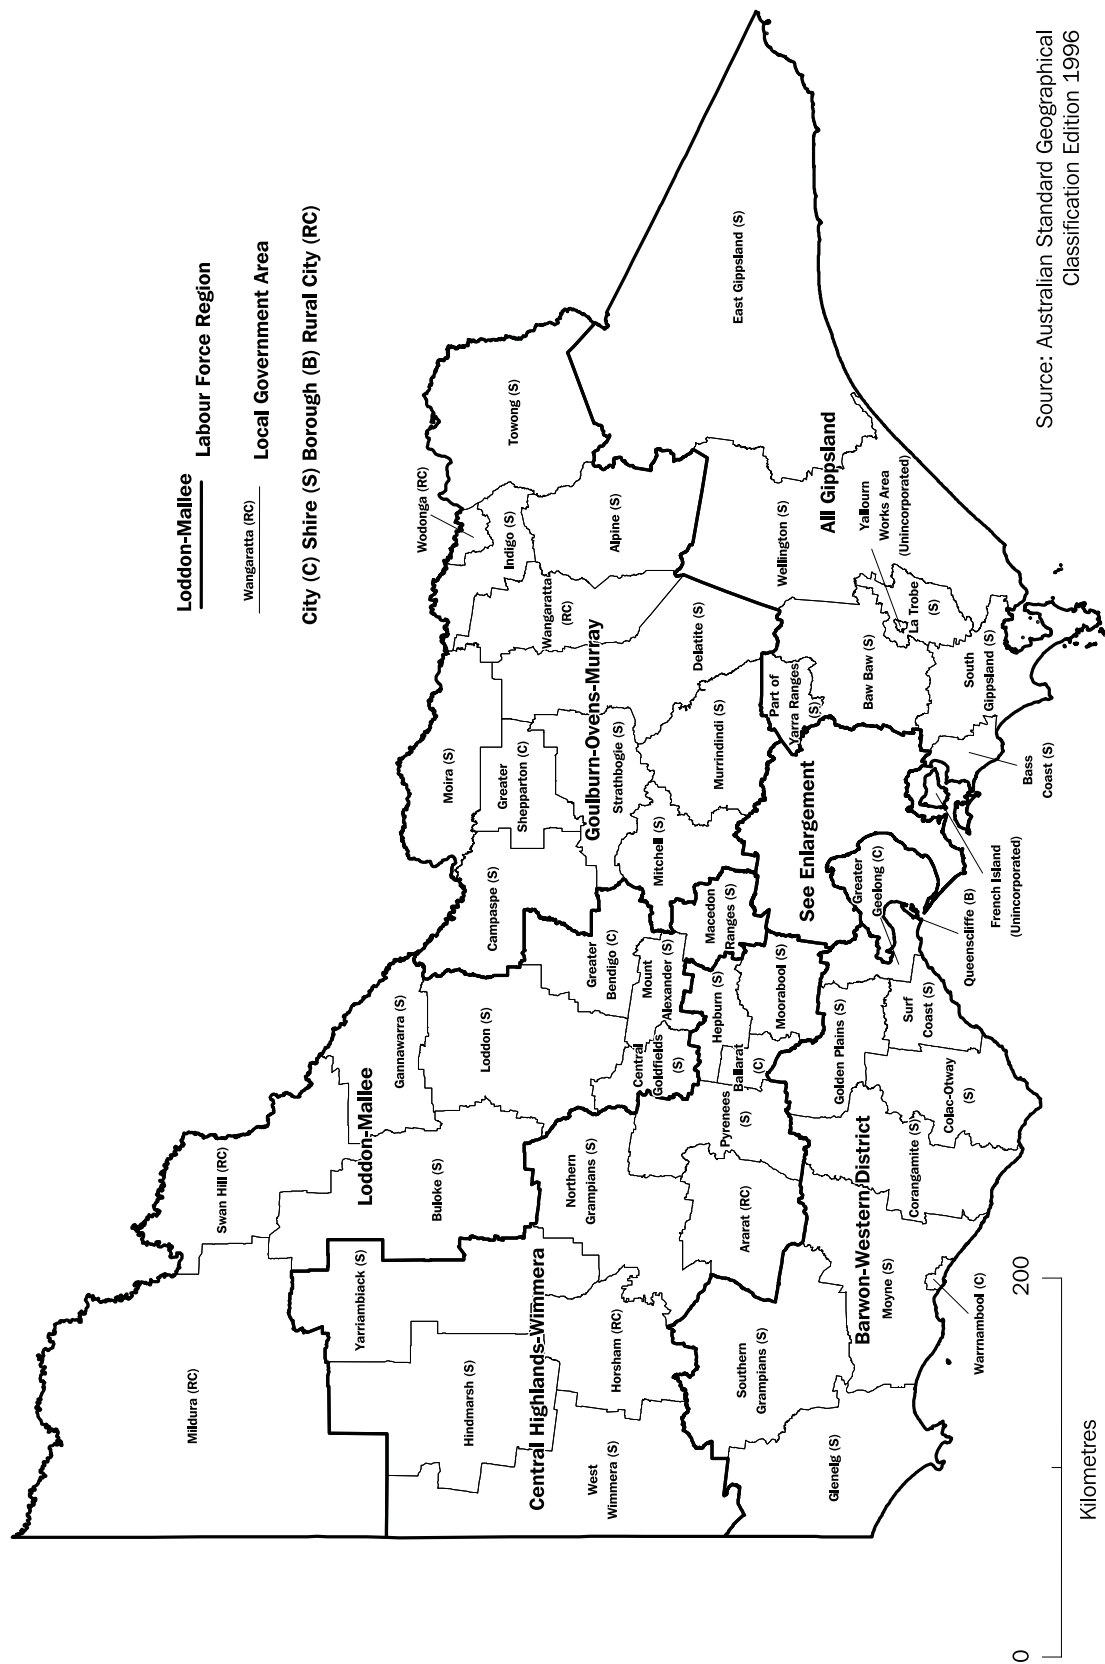 Loddon-Mallee
Labour Force Region
Wangaratta (RC)
Local Government Area
City (C) Shire (S) Borough (B) Rural City (RC)
Mildura (RC)
Swan Hill (RC)
Loddon-Mallee
Gannawarra (S)
Buloke (S)
Loddon (S)
Yarriambiack (S)
Hindmarsh (S)
Central Highlands-Wimmera
West
Wimmera (S)
Horsham (RC)
Northern
Grampians (S)
Ararat (RC)
Pyrenees
(S)
Central
Goldfields
(S)
Mount
Alexander (S)
Greater
Bendigo (C)
Campaspe (S)
Moira (S)
Greater
Shepparton (C)
Goulburn-Ovens-Murray
Strathbogie (S)
Mitchell (S)
Murrindindi (S)
Delatite (S)
Wangaratta
(RC)
Indigo (S)
Wodonga (RC)
Towong (S)
Alpine (S)
East Gippsland (S)
All Gippsland
Wellington (S)
Yallourn
Works Area
(Unincorporated)
La Trobe
(S)
Baw Baw (S)
South
Gippsland (S)
Part of
Yarra Ranges
(S)
Bass
Coast (S)
See Enlargement
French Island
(Unincorporated)
Queenscliffe (B)
Greater
Geelong (C)
Macedon
Ranges (S)
Hepburn (S)
Moorabool (S)
Ballarat
(C)
Golden Plains (S)
Surf
Coast (S)
Colac-Otway
(S)
Corangamite (S)
Barwon-Western District
Moyne (S)
Warrnambool (C)
Southern
Grampians (S)
Glenelg (S)
0
200
Kilometres
Source: Australian Standard Geographical
Classification Edition 1996